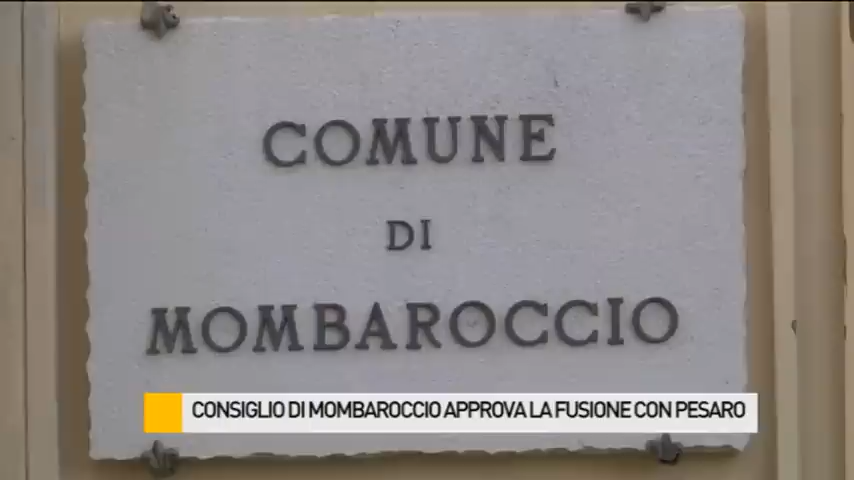 COMUNE
DI
MOMBAROCCIO
CONSIGLIO DI MOMBAROCCIO APPROVA LA FUSIONE CON PESARO